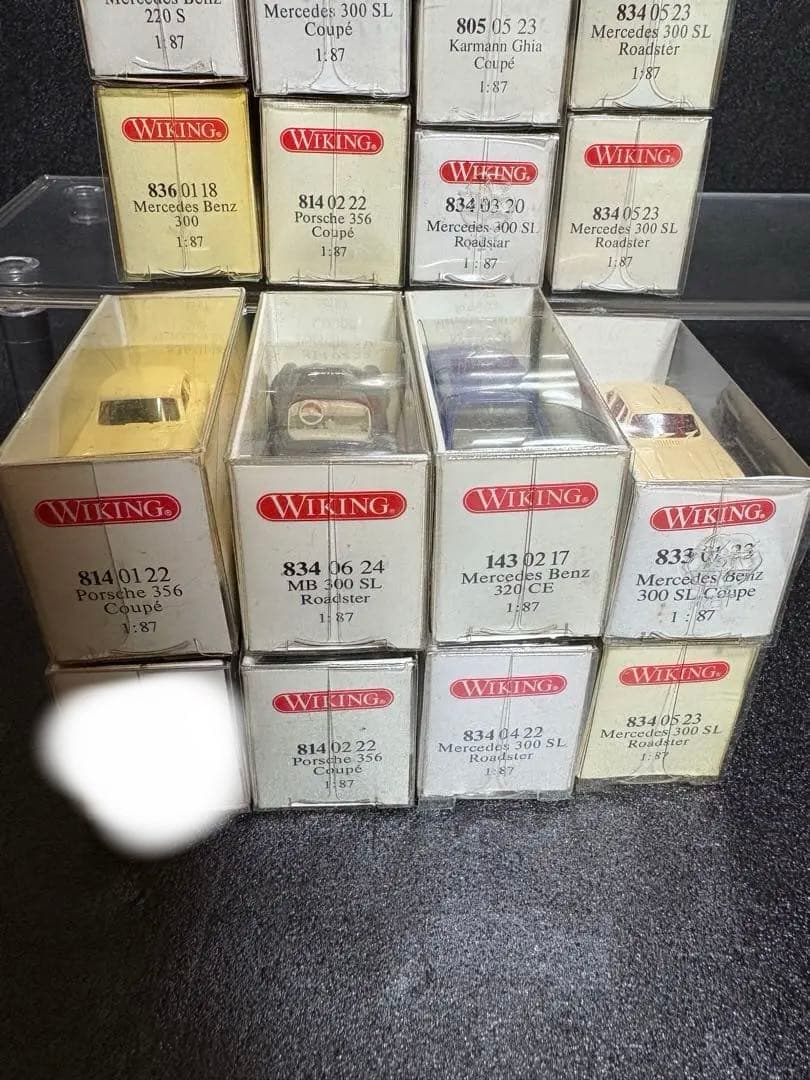 Mercedes Benz
220 S
1:87
Mercedes 300 SL
Coupé
1:87
805 05 23
Karmann Ghia
Coupé
1:87
834 05 23
Mercedes 300 SL
Roadster
1:87
WIKING®
836 01 18
Mercedes Benz
300
1:87
WIKING®
814 02 22
Porsche 356
Coupé
1:87
WIKING®
834 03 20
Mercedes 300 SL
Roadstar
1:87
WIKING®
834 05 23
Mercedes 300 SL
Roadster
1:87
WIKING®
814 01 22
Porsche 356
Coupé
1:87
WIKING®
834 06 24
MB 300 SL
Roadster
1:87
WIKING®
143 02 17
Mercedes Benz
320 CE
1:87
WIKING®
833
Mercedes Benz
300 SL Coupe
1:87
WIKING®
814 02 22
Porsche 356
Coupé
1:87
WIKING®
834 04 22
Mercedes 300 SL
Roadster
1:87
WIKING®
834 05 23
Mercedes 300 SL
Roadster
1:87